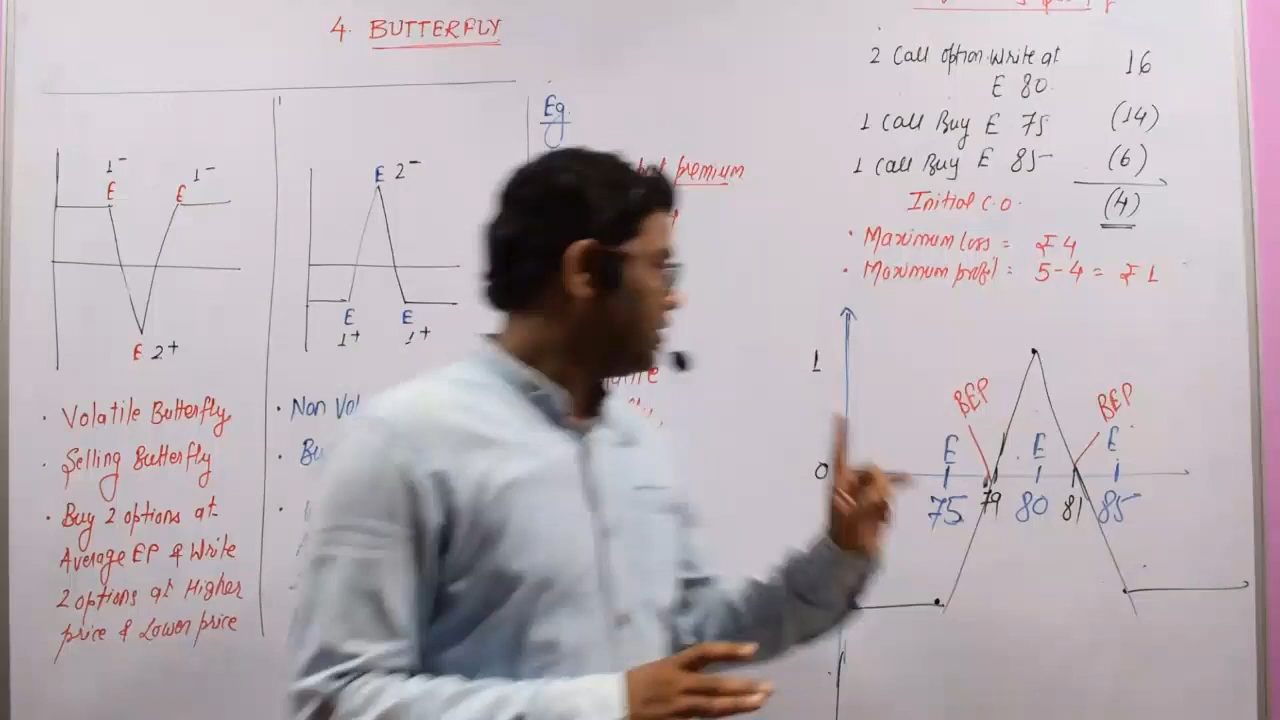 4. BUTTERFLY
1- E
E 1-
E 2+
E 2-
E 1+
E 1+
· Volatile Butterfly
· Selling Butterfly
· Buy 2 options at
Average EP & Write
2 options at Higher
price & Lower price
· Non Vol
Eg.
premium
2 Call option write at 16
E 80
1 Call Buy E 75 (14)
1 Call Buy E 85 (6)
Initial C.O. (4)
· Maximum loss = ₹ 4
· Maximum profit = 5-4 = ₹ 1
1
BEP
BEP
E E E
0
75 79 80 81 85